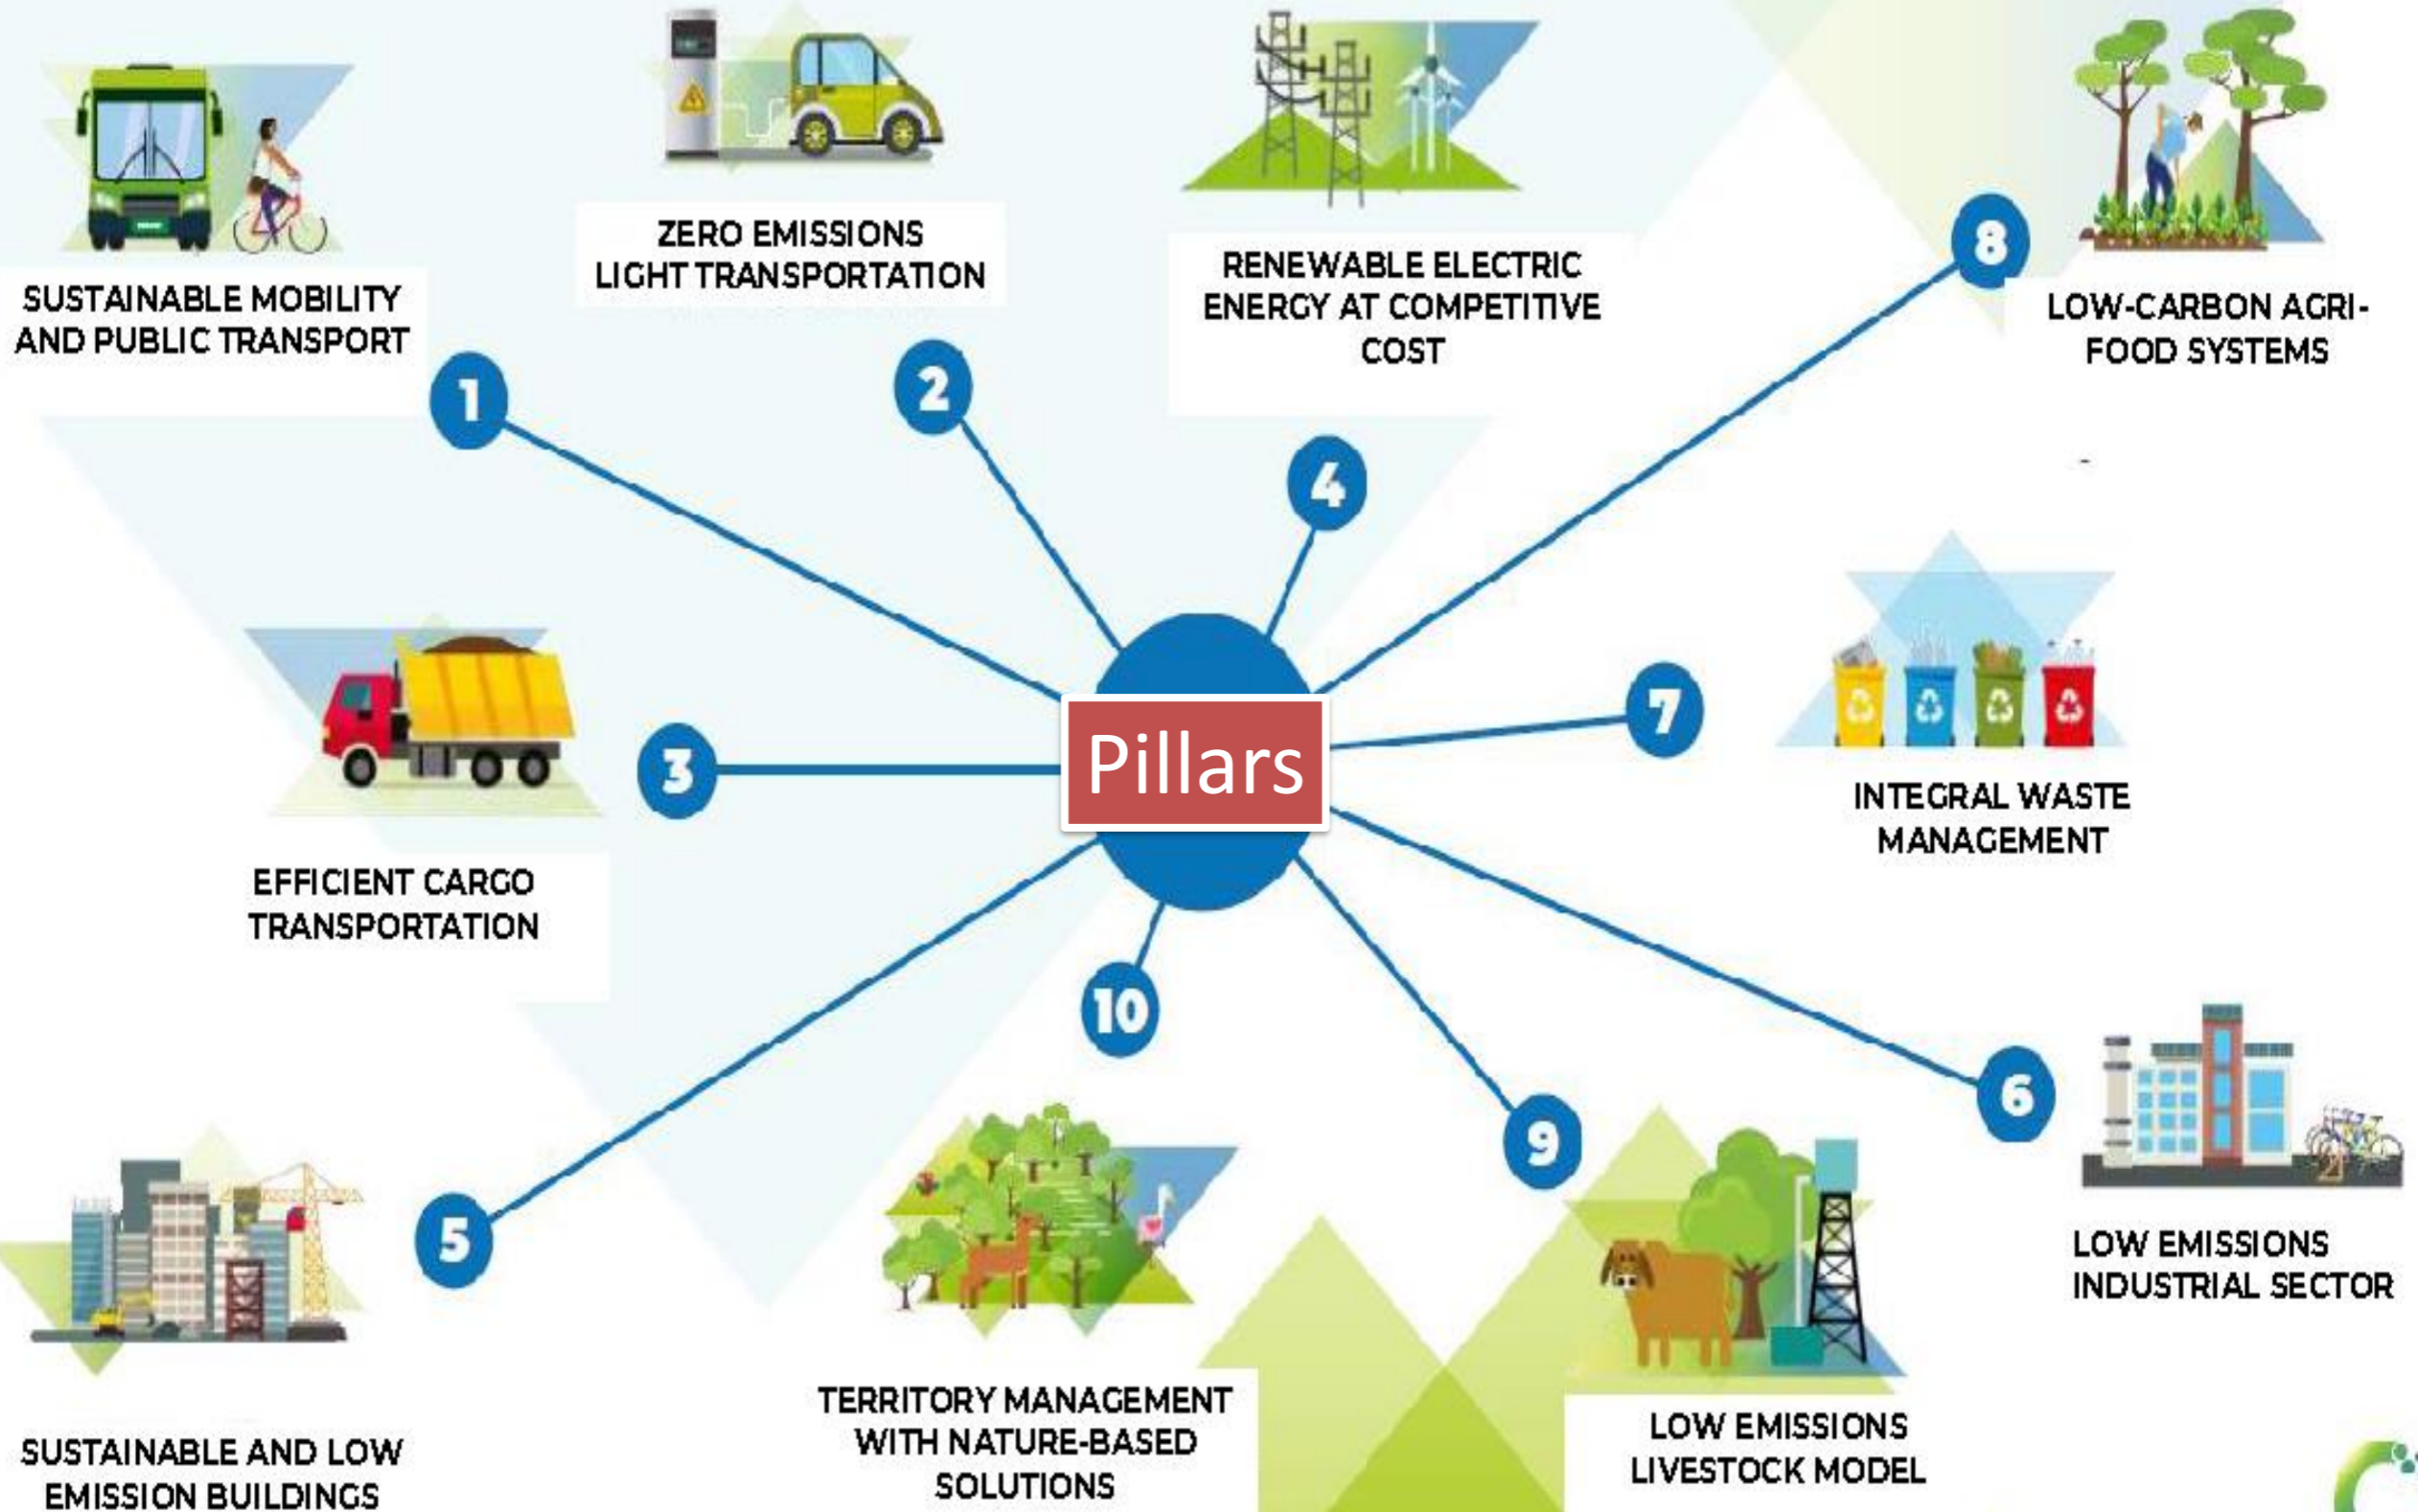 SUSTAINABLE MOBILITY
AND PUBLIC TRANSPORT
1
ZERO EMISSIONS
LIGHT TRANSPORTATION
2
RENEWABLE ELECTRIC
ENERGY AT COMPETITIVE
COST
4
8
LOW-CARBON AGRI-
FOOD SYSTEMS
3
EFFICIENT CARGO
TRANSPORTATION
Pillars
7
INTEGRAL WASTE
MANAGEMENT
5
SUSTAINABLE AND LOW
EMISSION BUILDINGS
10
TERRITORY MANAGEMENT
WITH NATURE-BASED
SOLUTIONS
9
LOW EMISSIONS
LIVESTOCK MODEL
6
LOW EMISSIONS
INDUSTRIAL SECTOR